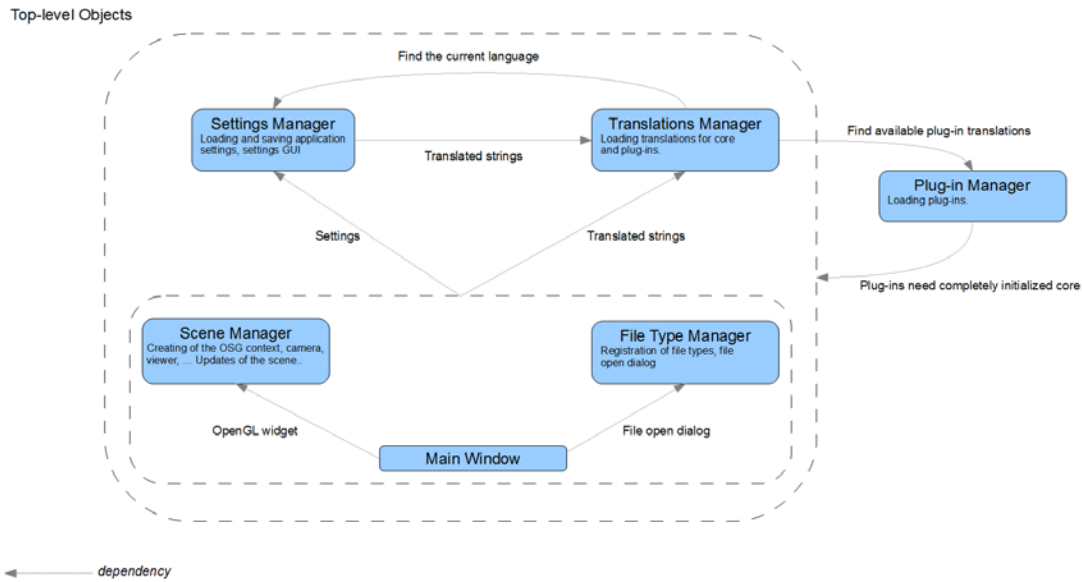 Top-level Objects
Find the current language
Settings Manager
Loading and saving application
settings, settings GUI
Translated strings
Translations Manager
Loading translations for core
and plug-ins.
Find available plug-in translations
Plug-in Manager
Loading plug-ins.
Settings
Translated strings
Plug-ins need completely initialized core
Scene Manager
Creating of the OSG context, camera,
viewer, ... Updates of the scene..
File Type Manager
Registration of file types, file
open dialog
OpenGL widget
File open dialog
Main Window
dependency